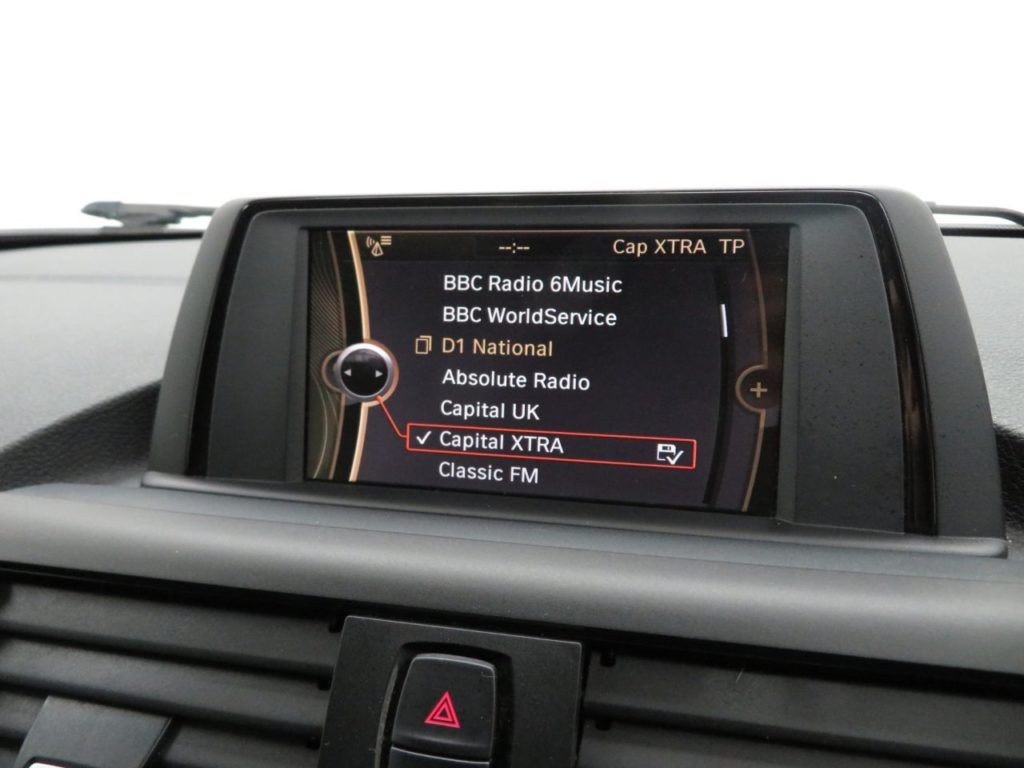 --:-- Cap XTRA TP
BBC Radio 6Music
BBC WorldService
D1 National
Absolute Radio
Capital UK
Capital XTRA
Classic FM